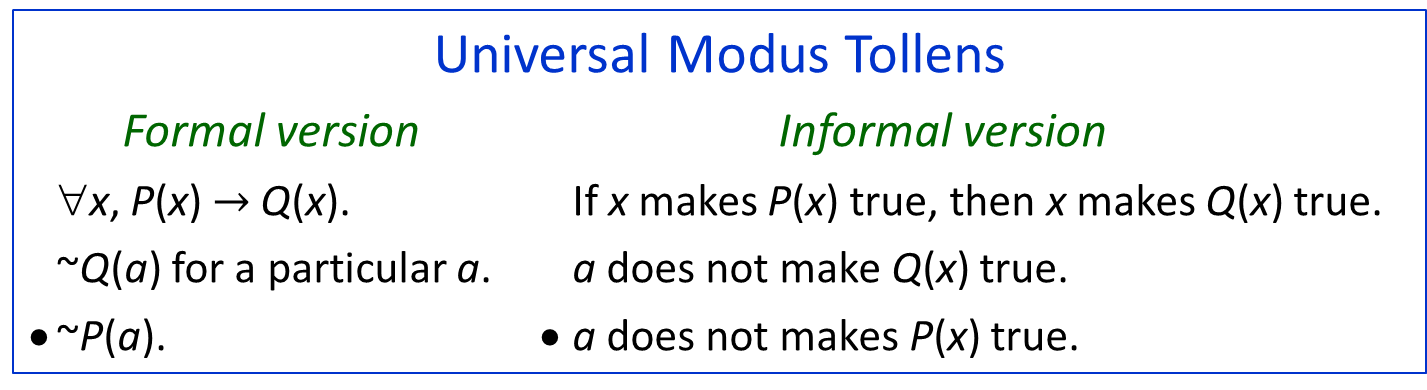 Universal Modus Tollens
Formal version Informal version
∀x, P(x) → Q(x). If x makes P(x) true, then x makes Q(x) true.
~Q(a) for a particular a. a does not make Q(x) true.
• ~P(a). • a does not makes P(x) true.